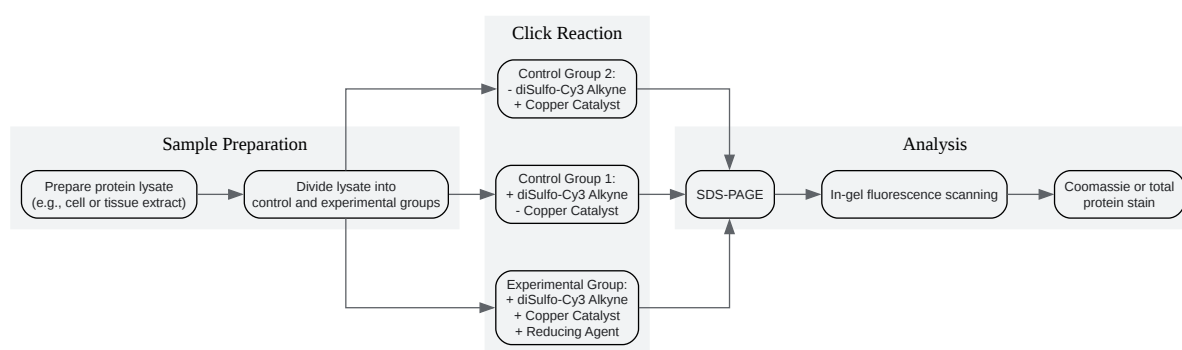 Click Reaction
Control Group 2:
- diSulfo-Cy3 Alkyne
+ Copper Catalyst
Sample Preparation
Analysis
Prepare protein lysate
(e.g., cell or tissue extract)
Divide lysate into
control and experimental groups
Control Group 1:
+ diSulfo-Cy3 Alkyne
- Copper Catalyst
SDS-PAGE
In-gel fluorescence scanning
Coomassie or total
protein stain
Experimental Group:
+ diSulfo-Cy3 Alkyne
+ Copper Catalyst
+ Reducing Agent